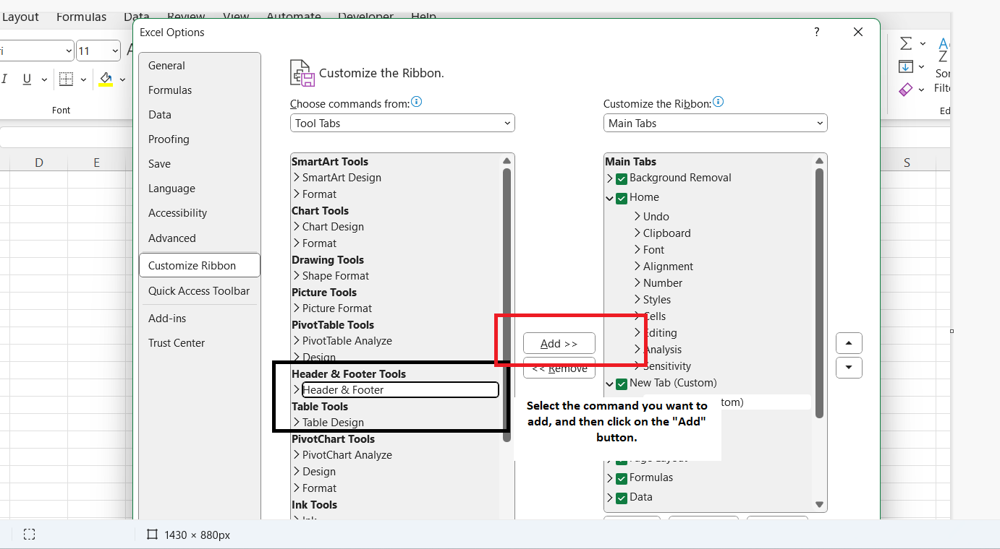 Layout Formulas Data Review View Automate Developer Help
Excel Options
?
11
I U
Font
General
Formulas
Data
Proofing
Save
Language
Accessibility
Advanced
Customize Ribbon
Quick Access Toolbar
Add-ins
Trust Center
Customize the Ribbon.
Choose commands from:
Tool Tabs
SmartArt Tools
SmartArt Design
Format
Chart Tools
Chart Design
Format
Drawing Tools
Shape Format
Picture Tools
Picture Format
PivotTable Tools
PivotTable Analyze
Design
Header & Footer Tools
Header & Footer
Table Tools
Table Design
PivotChart Tools
PivotChart Analyze
Design
Format
Ink Tools
Ink
Add >>
<< Remove
Select the command you want to
add, and then click on the "Add"
button.
Customize the Ribbon:
Main Tabs
Main Tabs
Background Removal
Home
Undo
Clipboard
Font
Alignment
Number
Styles
Cells
Editing
Analysis
Sensitivity
New Tab (Custom)
tom)
Page Layout
Formulas
Data
D E S
1430 × 880px